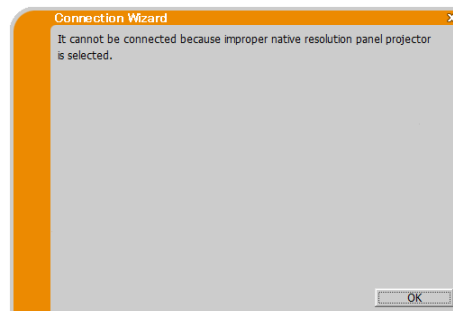 Connection Wizard
It cannot be connected because improper native resolution panel projector
is selected.
OK